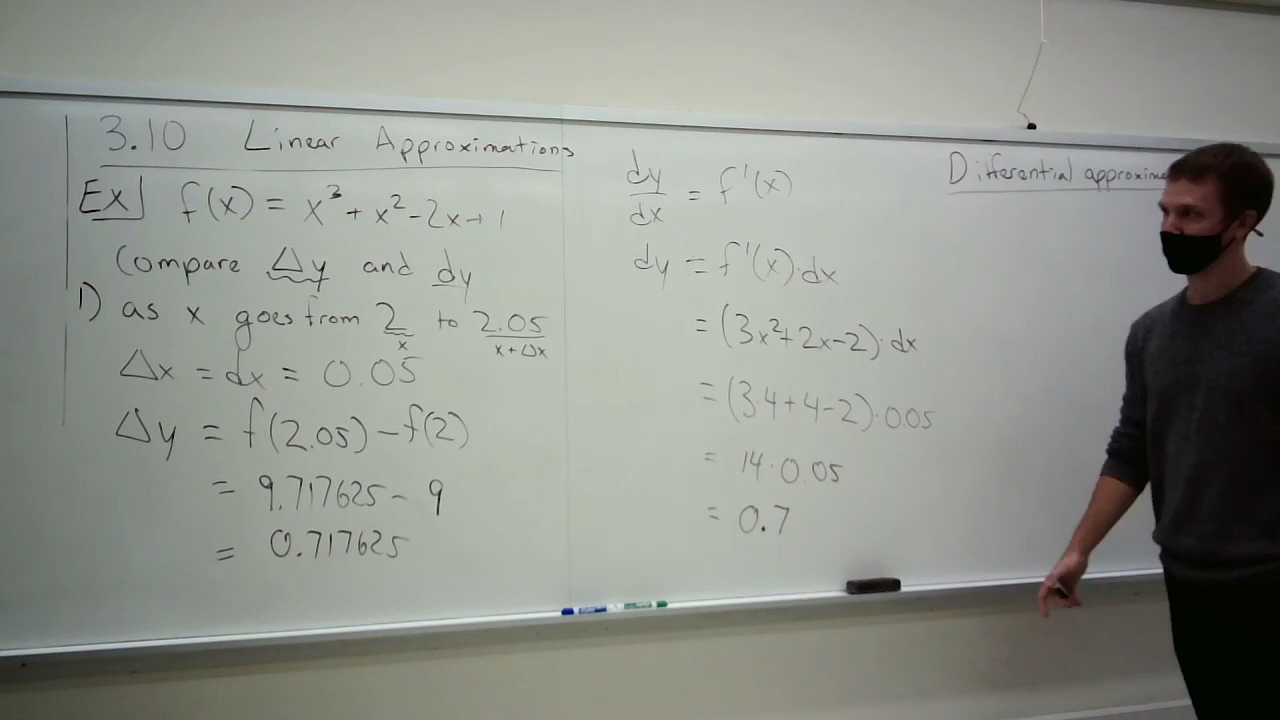 3.10 Linear Approximations
Ex] f(x) = x³ + x² - 2x + 1
Compare Δy and dy
1) as x goes from 2 to 2.05
x x + Δx
Δx = dx = 0.05
Δy = f(2.05) - f(2)
= 9.717625 - 9
= 0.717625
dy
dx = f'(x)
dy = f'(x)·dx
= (3x² + 2x - 2)·dx
= (3·4 + 4 - 2)·0.05
= 14·0.05
= 0.7
Differential